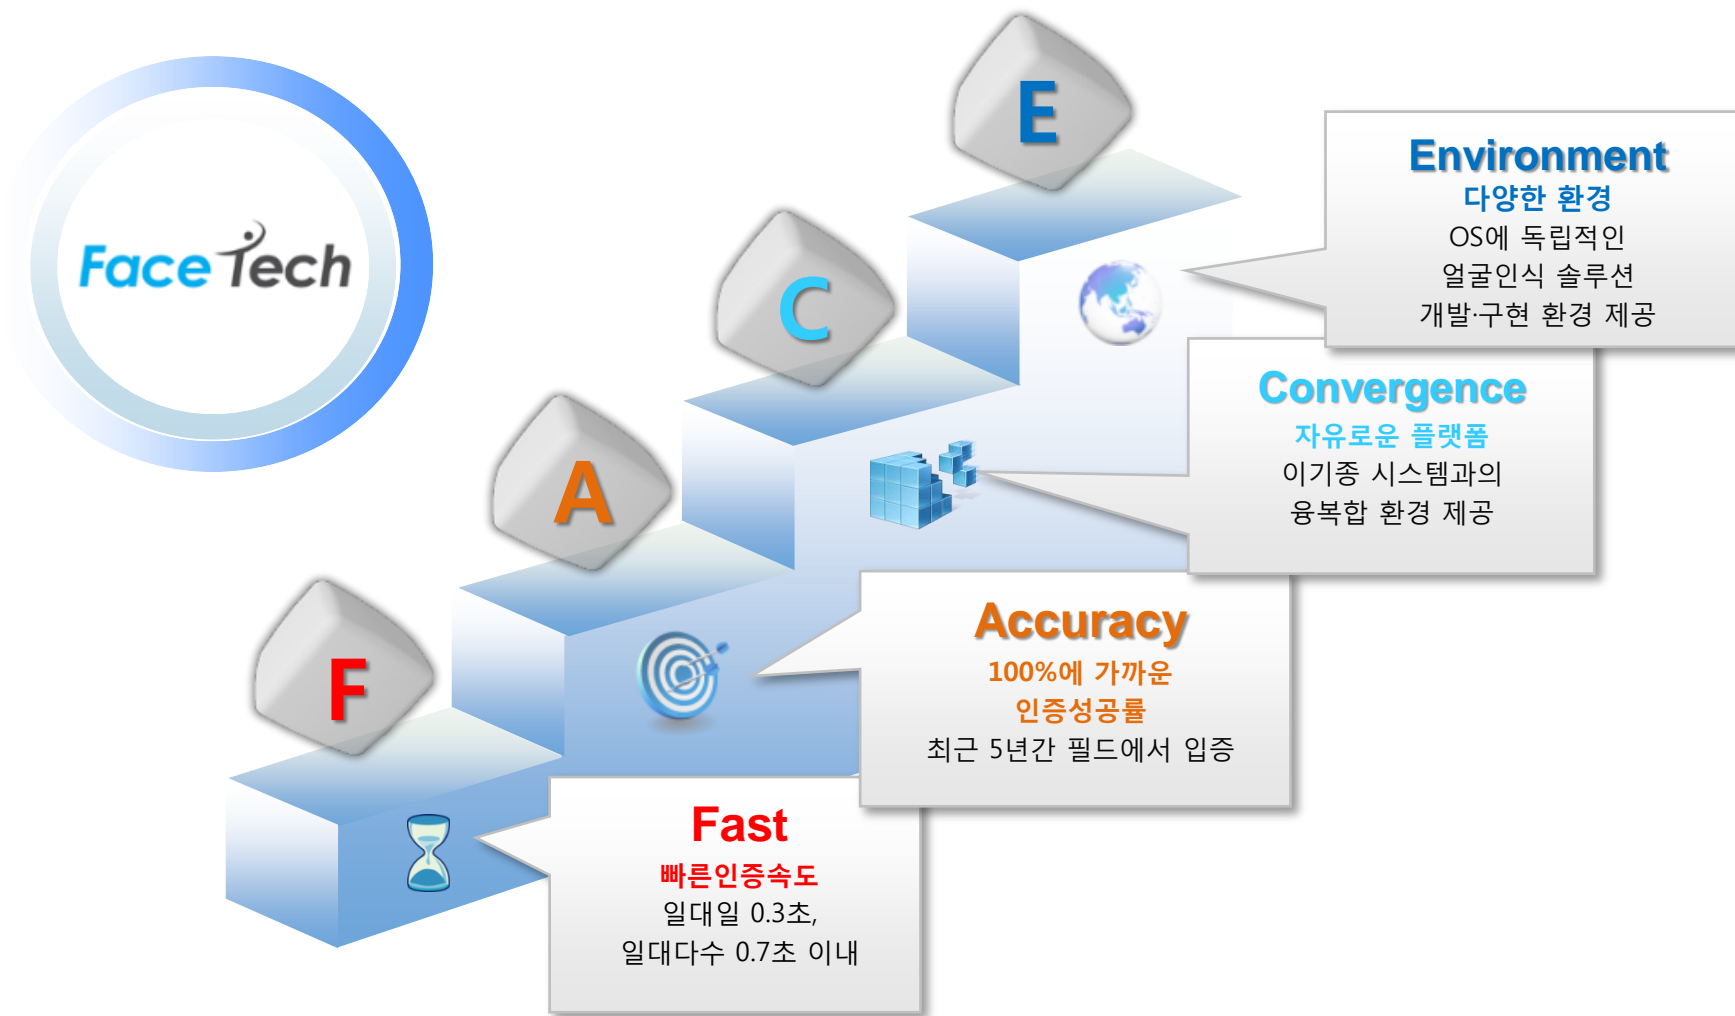 Face Tech
E
Environment
다양한 환경
OS에 독립적인
얼굴인식 솔루션
개발·구현 환경 제공
C
Convergence
자유로운 플랫폼
이기종 시스템과의
융복합 환경 제공
A
Accuracy
100%에 가까운
인증성공률
최근 5년간 필드에서 입증
F
Fast
빠른인증속도
일대일 0.3초,
일대다수 0.7초 이내